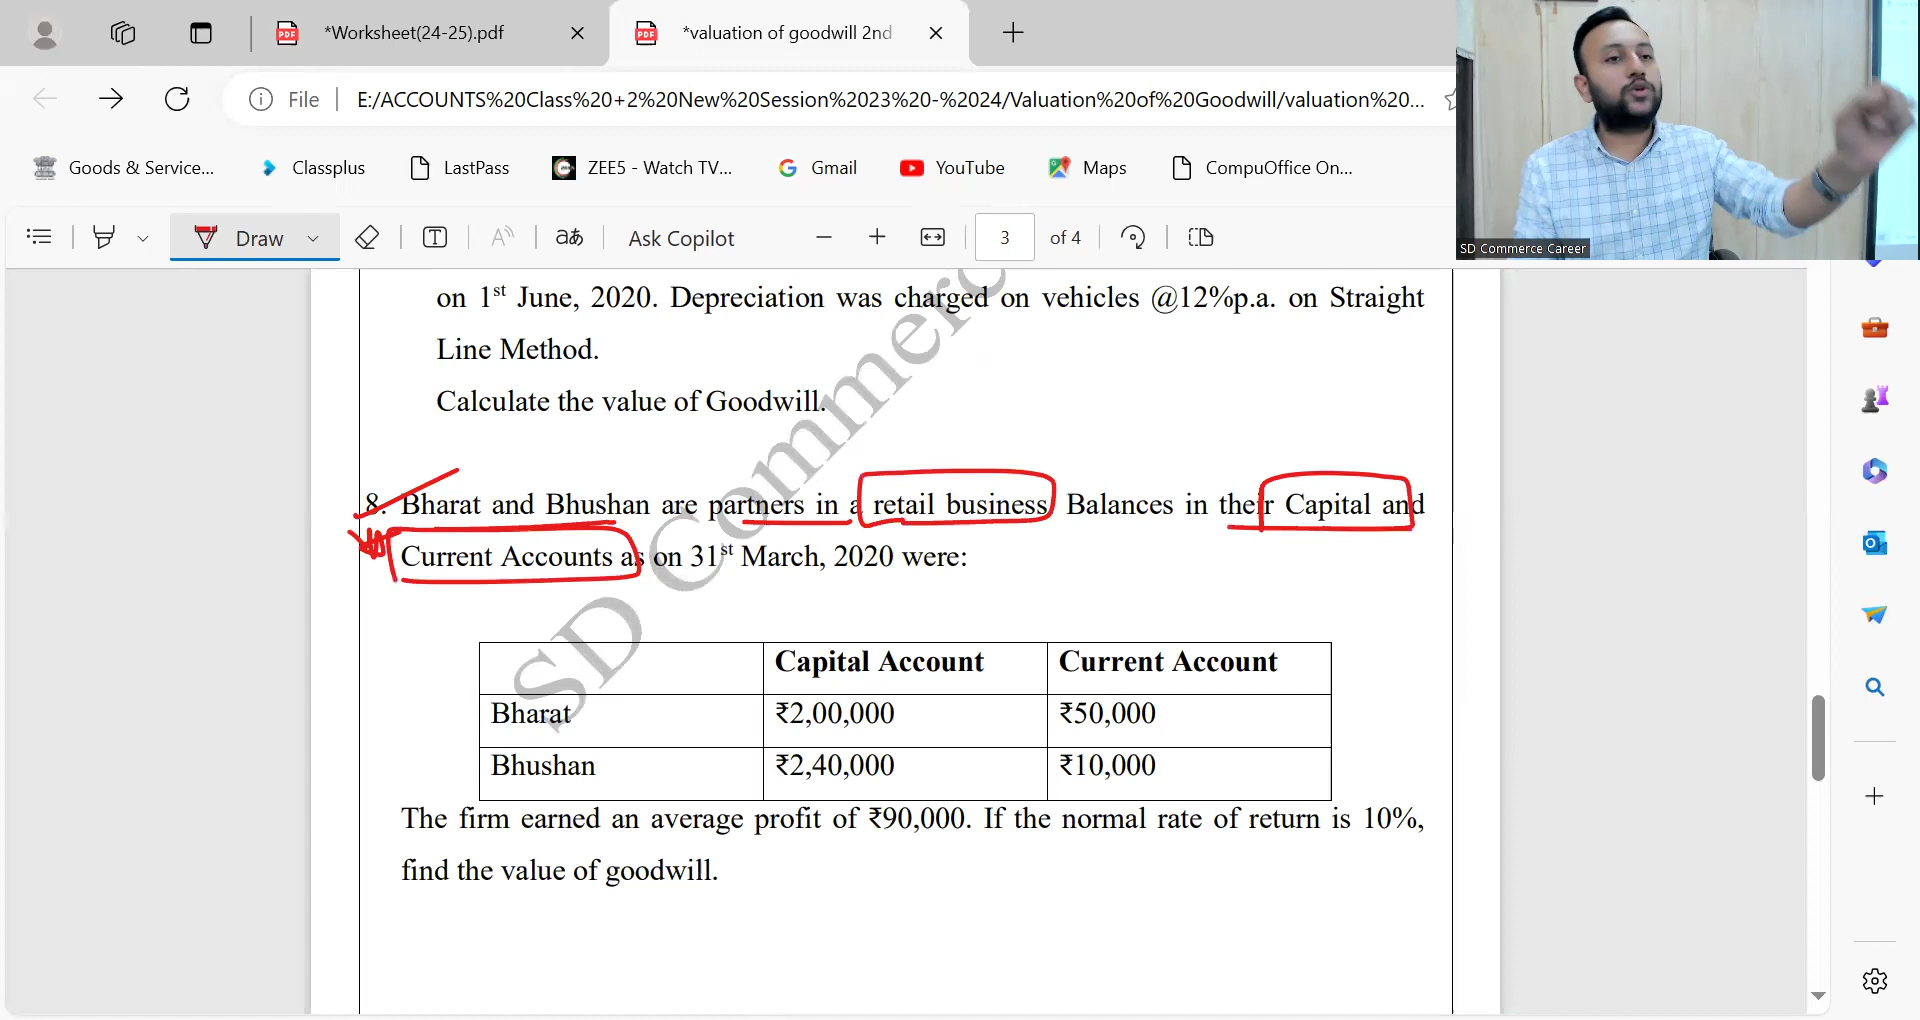 *Worksheet(24-25).pdf
*valuation of goodwill 2nd
File
E:/ACCOUNTS%20Class%20+2%20New%20Session%202023%20-%2024/Valuation%20of%20Goodwill/valuation%20...
Goods & Service...
Classplus
LastPass
ZEE5 - Watch TV...
Gmail
YouTube
Maps
CompuOffice On...
Draw
Ask Copilot
3
of 4
SD Commerce Career
on 1st June, 2020. Depreciation was charged on vehicles @12%p.a. on Straight
Line Method.
Calculate the value of Goodwill.
8. Bharat and Bhushan are partners in a retail business Balances in their Capital and
Current Accounts as on 31st March, 2020 were:
Capital Account Current Account
Bharat ₹2,00,000 ₹50,000
Bhushan ₹2,40,000 ₹10,000
The firm earned an average profit of ₹90,000. If the normal rate of return is 10%,
find the value of goodwill.
SD Commerc